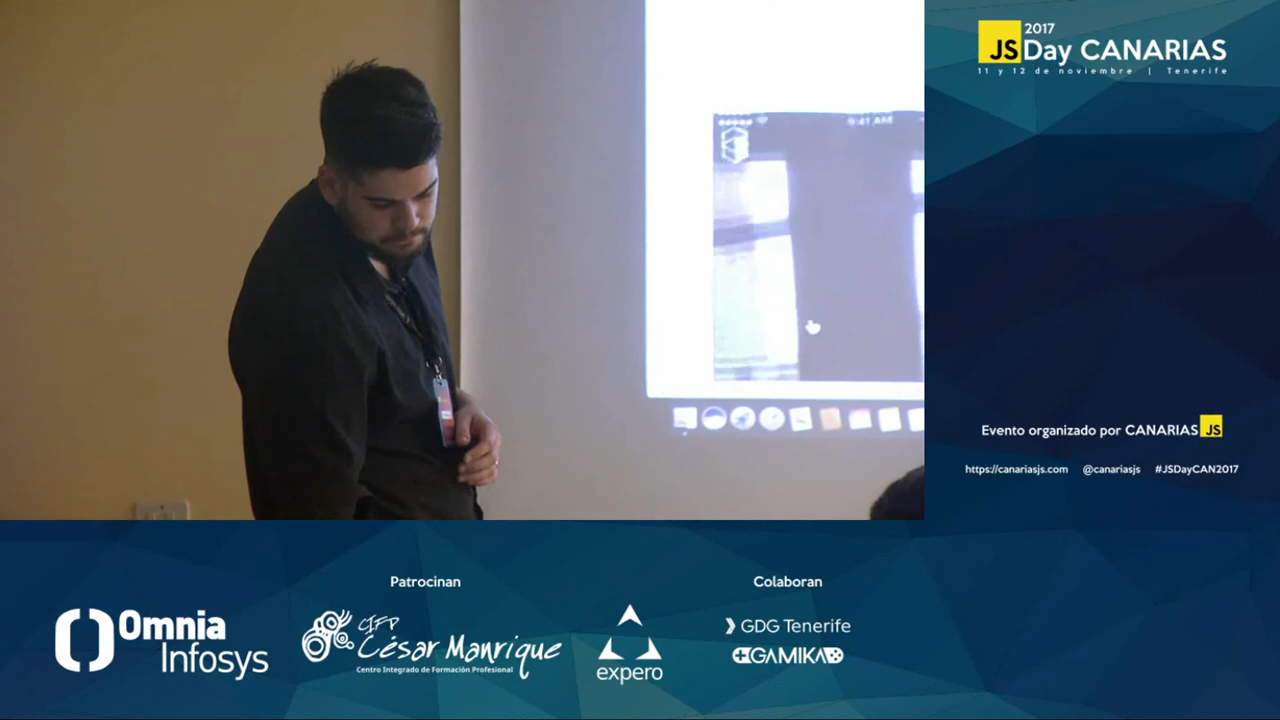 2017
JS Day CANARIAS
11 y 12 de noviembre | Tenerife
9:41 AM
Evento organizado por CANARIAS JS
https://canariasjs.com @canariasjs #JSDayCAN2017
Patrocinan
Colaboran
Omnia
Infosys
CIFP
César Manrique
Centro Integrado de Formación Profesional
expero
GDG Tenerife
GAMIKA